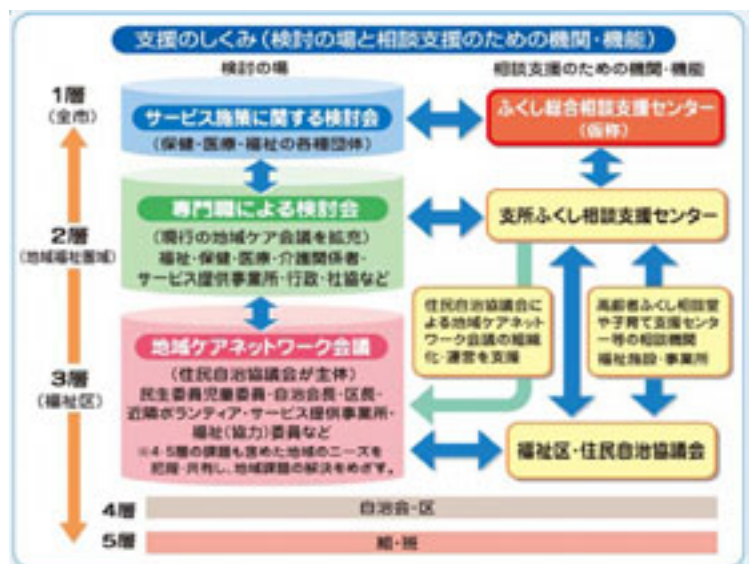 支援のしくみ(検討の場と相談支援のための機関・機能)
検討の場
相談支援のための機関・機能
1層
(全市)
サービス施策に関する検討会
(保健・医療・福祉の各種団体)
ふくし総合相談支援センター
(仮称)
2層
(地域福祉圏域)
専門職による検討会
(現行の地域ケア会議を拡充)
福祉・保健・医療・介護関係者・
サービス提供事業所・行政・社協など
支所ふくし相談支援センター
住民自治協議会に
よる地域ケアネット
ワーク会議の組織
化・運営を支援
高齢者ふくし相談室
や子育て支援センタ
ー等の相談機関
福祉施設・事業所
3層
(福祉区)
地域ケアネットワーク会議
(住民自治協議会が主体)
民生委員児童委員・自治会長・区長・
近隣ボランティア・サービス提供事業所・
福祉(協力)委員など
※4・5層の課題も含めた地域のニーズを
把握・共有し、地域課題の解決をめざす。
福祉区・住民自治協議会
4層
自治会・区
5層
組・班